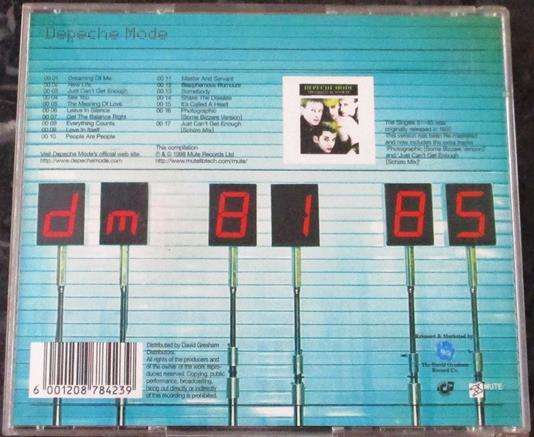 Depeche Mode
00 01 Dreaming Of Me
00 02 New Life
00 03 Just Can't Get Enough
00 04 See You
00 05 The Meaning Of Love
00 06 Leave In Silence
00 07 Get The Balance Right
00 08 Everything Counts
00 09 Love In Itself
00 10 People Are People
00 11 Master And Servant
00 12 Blasphemous Rumours
00 13 Somebody
00 14 Shake The Disease
00 15 It's Called A Heart
00 16 Photographic
[Some Bizzare Version]
00 17 Just Can't Get Enough
[Schizo Mix]
Visit Depeche Mode's official web site
http://www.depechemode.com
This compilation
℗ & © 1998 Mute Records Ltd
http://www.mutelibtech.com/mute/
DEPECHE MODE
The Singles 81-85 was
originally released in 1985
This version has been re-mastered
and now includes the extra tracks
'Photographic [Some Bizzare Version]'
and 'Just Can't Get Enough
[Schizo Mix]'
dm 81 85
6 001208 784239
Distributed by David Gresham
Distributors.
All rights of the producers and
of the owner of the work repro-
duced reserved. Copying, public
performance, broadcasting,
hiring out directly or indirectly
of this recording is prohibited.
Released & Marketed by
The David Gresham
Record Co.
MUTE